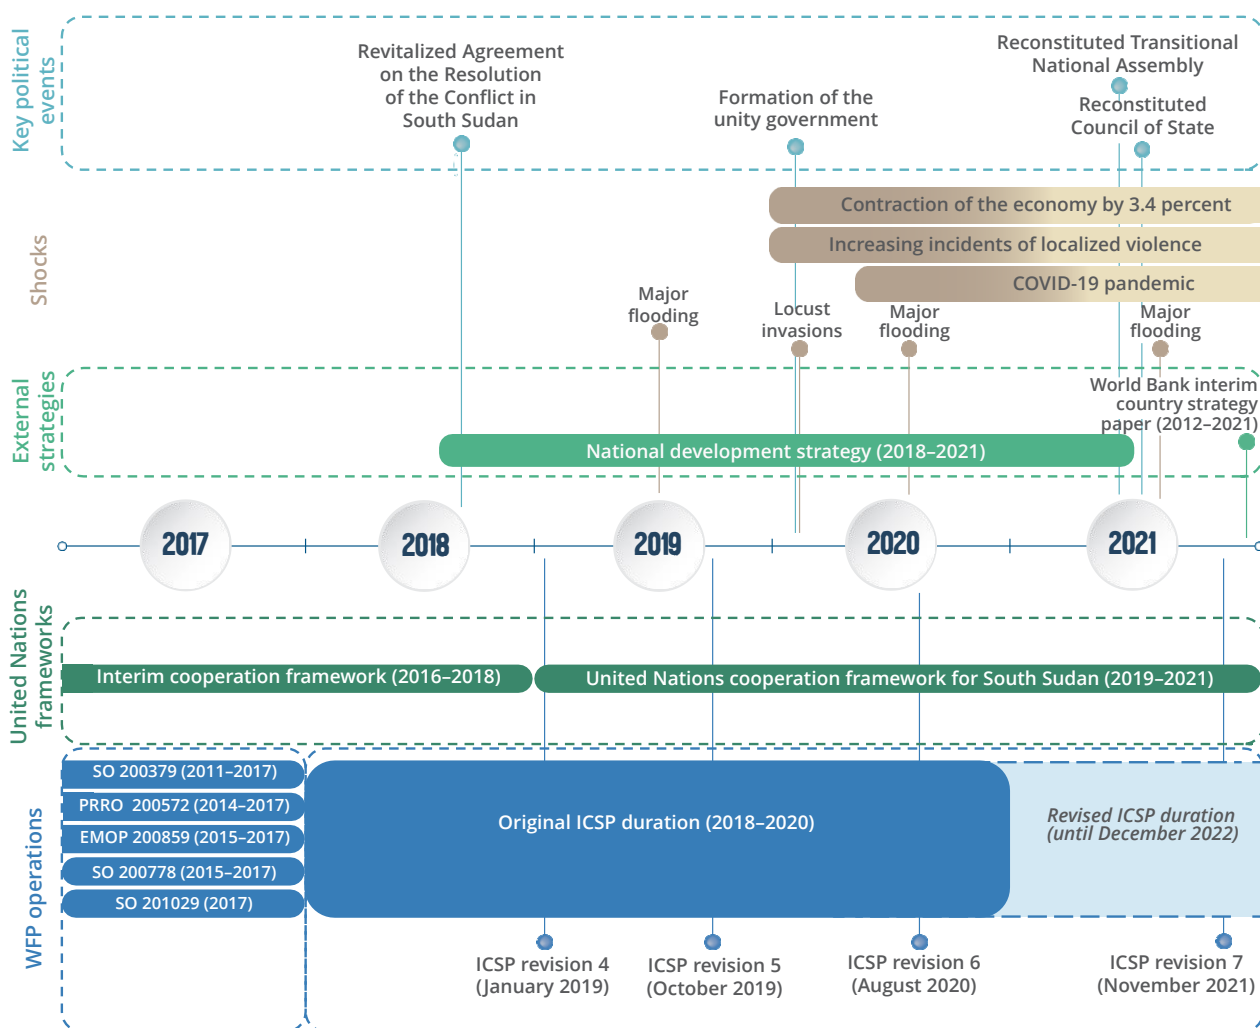 Key political
events
Revitalized Agreement
on the Resolution
of the Conflict in
South Sudan
Formation of the
unity government
Reconstituted Transitional
National Assembly
Reconstituted
Council of State
Shocks
Contraction of the economy by 3.4 percent
Increasing incidents of localized violence
COVID-19 pandemic
Major
flooding
Locust
invasions
Major
flooding
Major
flooding
External
strategies
World Bank interim
country strategy
paper (2012–2021)
National development strategy (2018–2021)
2017
2018
2019
2020
2021
United Nations
frameworks
Interim cooperation framework (2016–2018)
United Nations cooperation framework for South Sudan (2019–2021)
WFP operations
SO 200379 (2011–2017)
PRRO 200572 (2014–2017)
EMOP 200859 (2015–2017)
SO 200778 (2015–2017)
SO 201029 (2017)
Original ICSP duration (2018–2020)
Revised ICSP duration
(until December 2022)
ICSP revision 4
(January 2019)
ICSP revision 5
(October 2019)
ICSP revision 6
(August 2020)
ICSP revision 7
(November 2021)